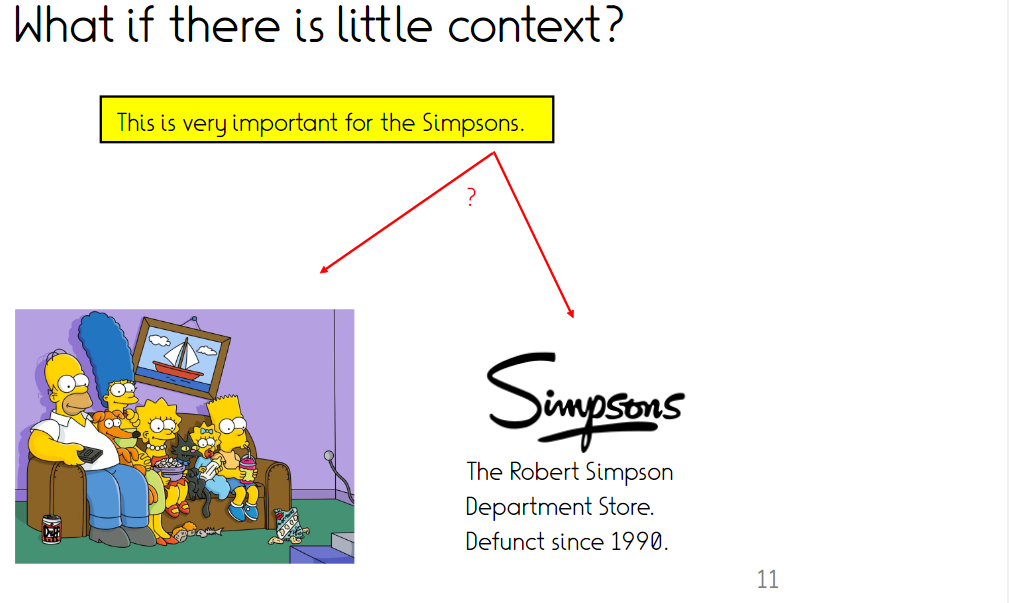 What if there is little context?
This is very important for the Simpsons.
?
Simpsons
The Robert Simpson
Department Store.
Defunct since 1990.
Duff
11